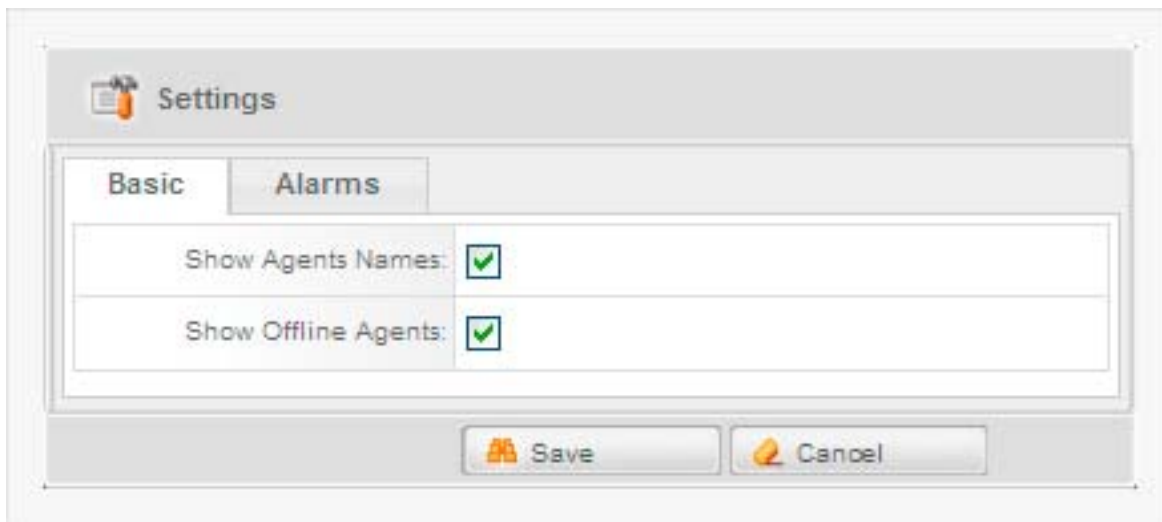 Settings
Basic Alarms
Show Agents Names:
Show Offline Agents:
Save Cancel